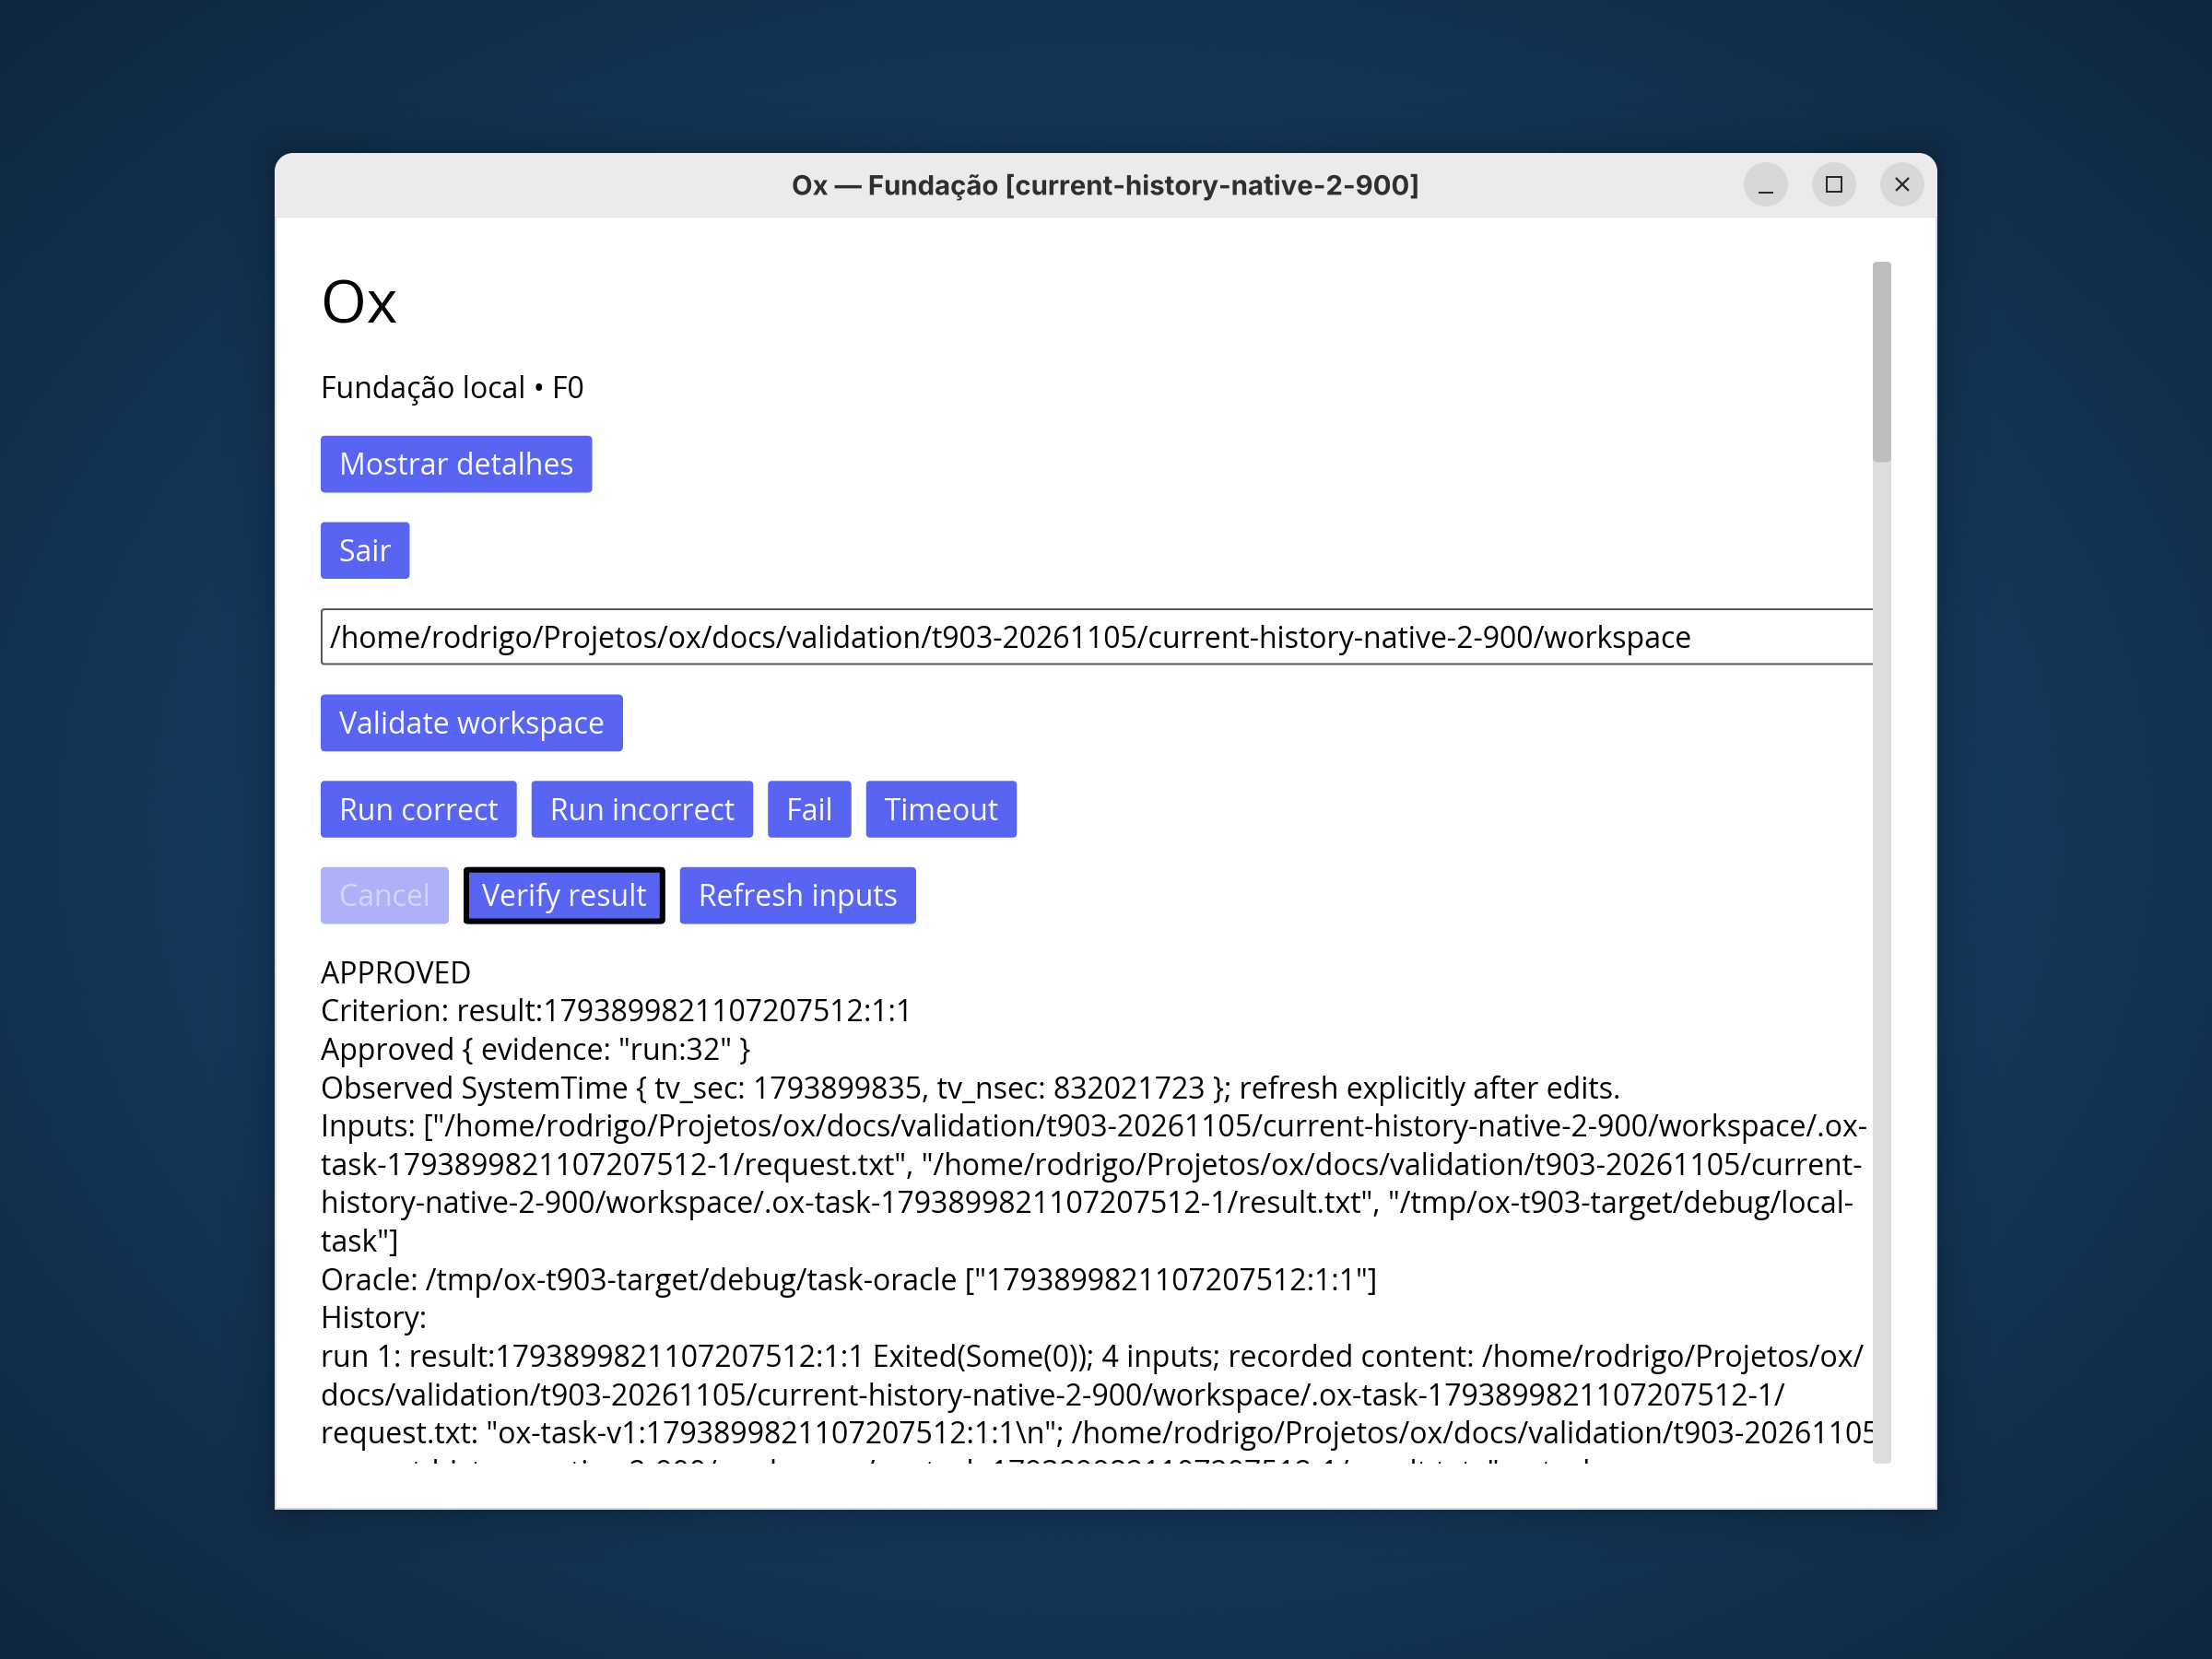 Ox — Fundação [current-history-native-2-900]
Ox
Fundação local • F0
Mostrar detalhes
Sair
/home/rodrigo/Projetos/ox/docs/validation/t903-20261105/current-history-native-2-900/workspace
Validate workspace
Run correct Run incorrect Fail Timeout
Cancel Verify result Refresh inputs
APPROVED
Criterion: result:1793899821107207512:1:1
Approved { evidence: "run:32" }
Observed SystemTime { tv_sec: 1793899835, tv_nsec: 832021723 }; refresh explicitly after edits.
Inputs: ["/home/rodrigo/Projetos/ox/docs/validation/t903-20261105/current-history-native-2-900/workspace/.ox-
task-1793899821107207512-1/request.txt", "/home/rodrigo/Projetos/ox/docs/validation/t903-20261105/current-
history-native-2-900/workspace/.ox-task-1793899821107207512-1/result.txt", "/tmp/ox-t903-target/debug/local-
task"]
Oracle: /tmp/ox-t903-target/debug/task-oracle ["1793899821107207512:1:1"]
History:
run 1: result:1793899821107207512:1:1 Exited(Some(0)); 4 inputs; recorded content: /home/rodrigo/Projetos/ox/
docs/validation/t903-20261105/current-history-native-2-900/workspace/.ox-task-1793899821107207512-1/
request.txt: "ox-task-v1:1793899821107207512:1:1\n"; /home/rodrigo/Projetos/ox/docs/validation/t903-20261105